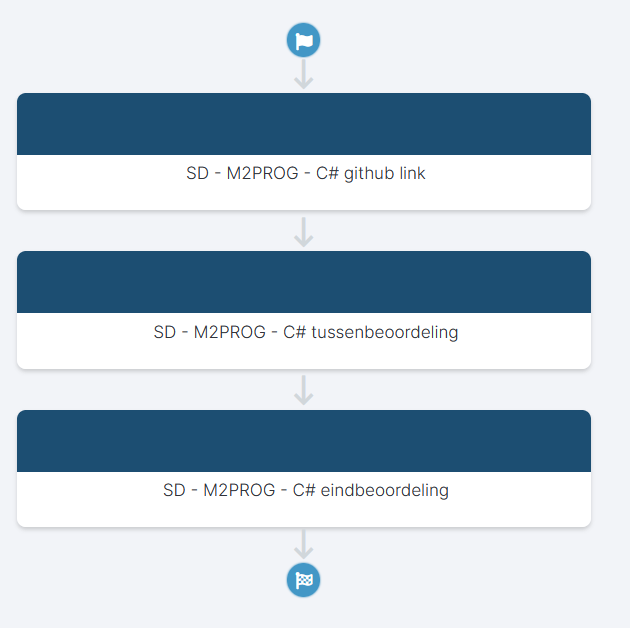 SD - M2PROG - C# github link
SD - M2PROG - C# tussenbeoordeling
SD - M2PROG - C# eindbeoordeling